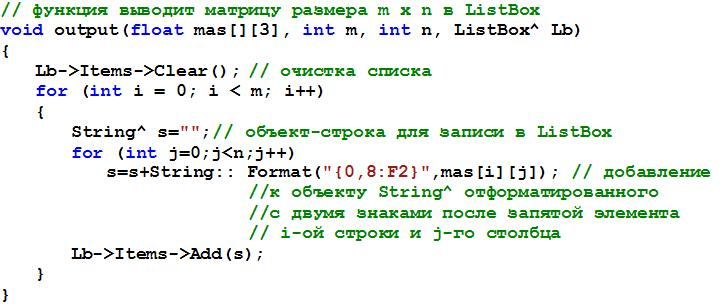 // функция выводит матрицу размера m x n в ListBox
void output(float mas[][3], int m, int n, ListBox^ Lb)
{
Lb->Items->Clear(); // очистка списка
for (int i = 0; i < m; i++)
{
String^ s="";// объект-строка для записи в ListBox
for (int j=0;j<n;j++)
s=s+String:: Format("{0,8:F2}",mas[i][j]); // добавление
//к объекту String^ отформатированного
//с двумя знаками после запятой элемента
// i-ой строки и j-го столбца
Lb->Items->Add(s);
}
}